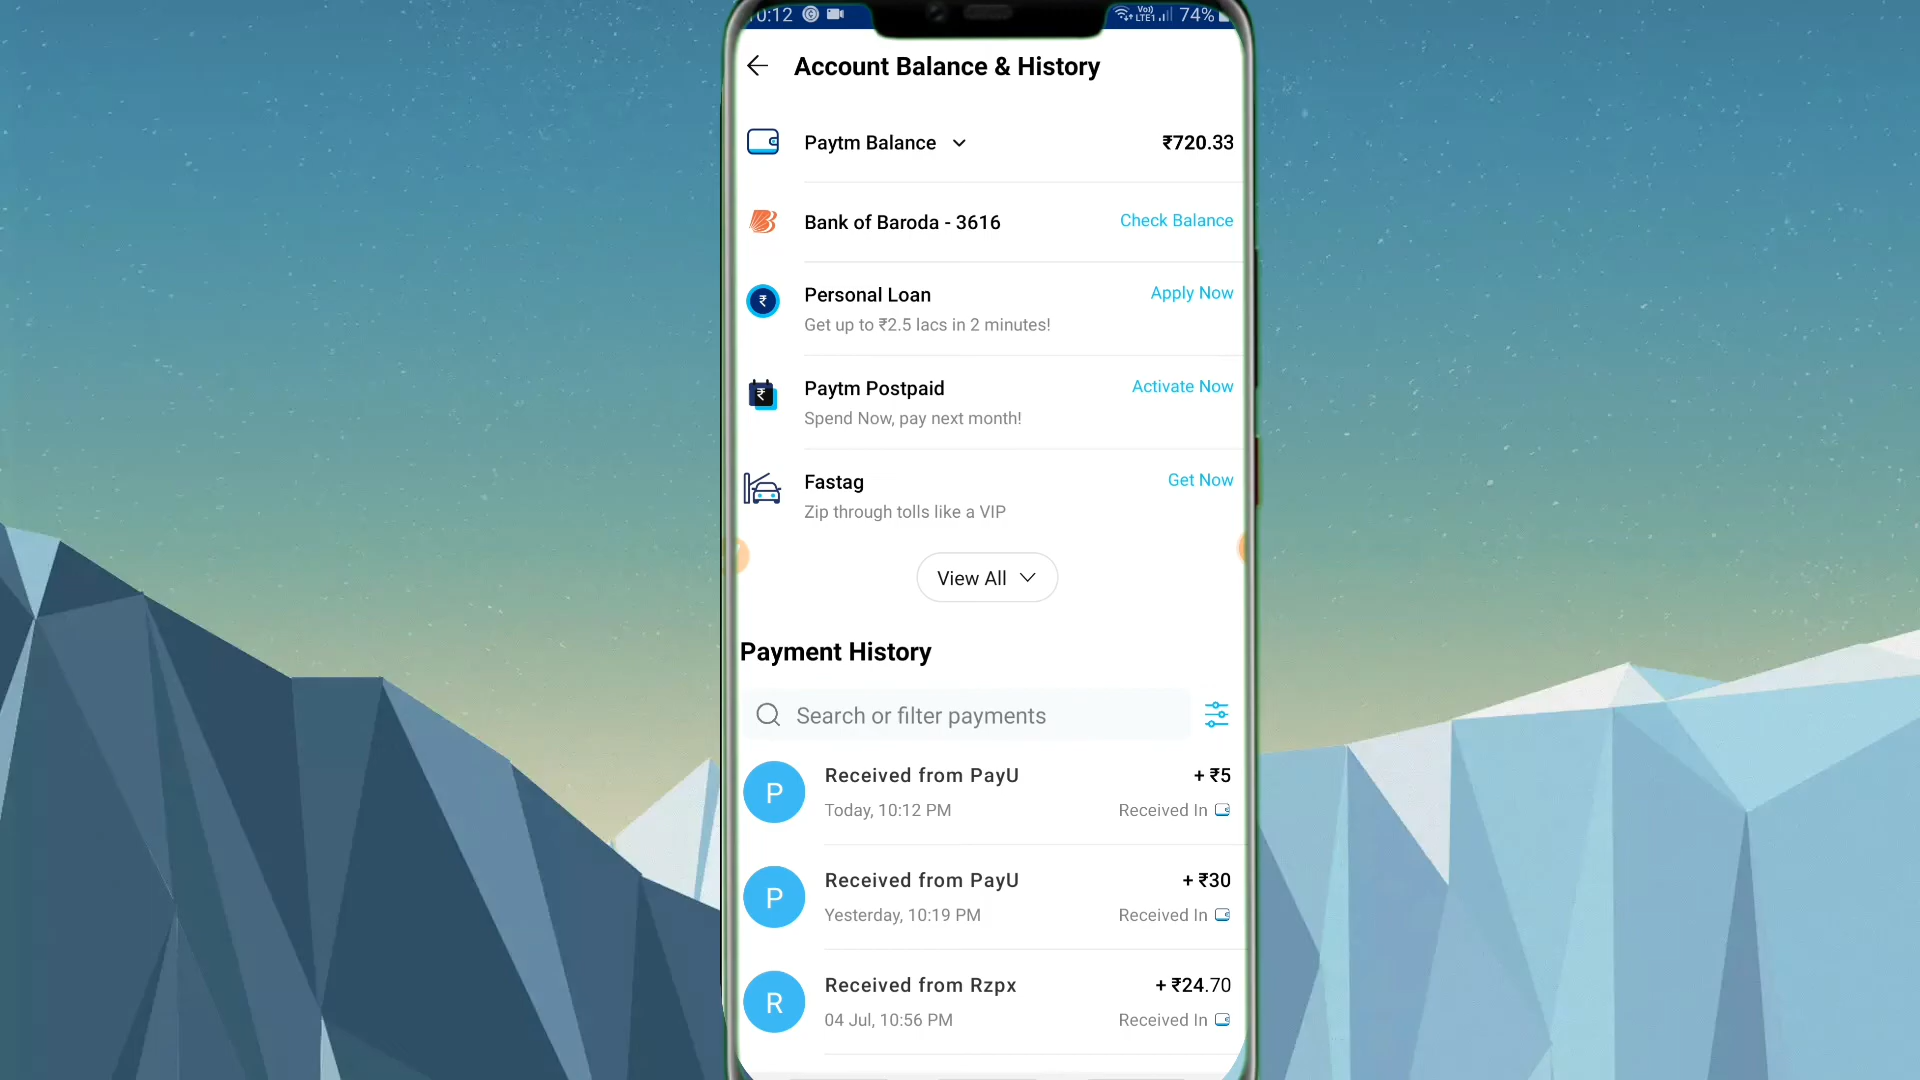 10:12
Vo)
LTE1
74%
Account Balance & History
Paytm Balance
₹720.33
Bank of Baroda - 3616
Check Balance
Personal Loan
Apply Now
Get up to ₹2.5 lacs in 2 minutes!
Paytm Postpaid
Activate Now
Spend Now, pay next month!
Fastag
Get Now
Zip through tolls like a VIP
View All
Payment History
Search or filter payments
P
Received from PayU
+ ₹5
Today, 10:12 PM
Received In
P
Received from PayU
+ ₹30
Yesterday, 10:19 PM
Received In
R
Received from Rzpx
+ ₹24.70
04 Jul, 10:56 PM
Received In